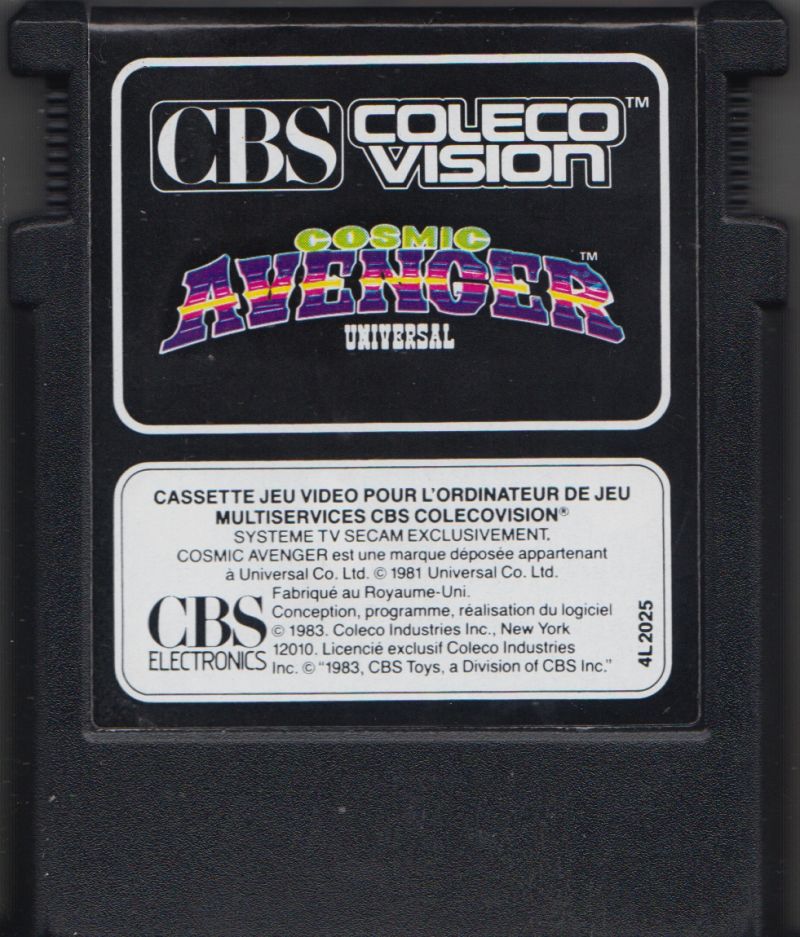 CBS COLECO VISION™
COSMIC
AVENGER™
UNIVERSAL
CASSETTE JEU VIDEO POUR L'ORDINATEUR DE JEU
MULTISERVICES CBS COLECOVISION®
SYSTEME TV SECAM EXCLUSIVEMENT.
COSMIC AVENGER est une marque déposée appartenant
à Universal Co. Ltd. © 1981 Universal Co. Ltd.
Fabriqué au Royaume-Uni.
Conception, programme, réalisation du logiciel
© 1983. Coleco Industries Inc., New York
12010. Licencié exclusif Coleco Industries
Inc. © "1983, CBS Toys, a Division of CBS Inc."
CBS
ELECTRONICS
4L2025